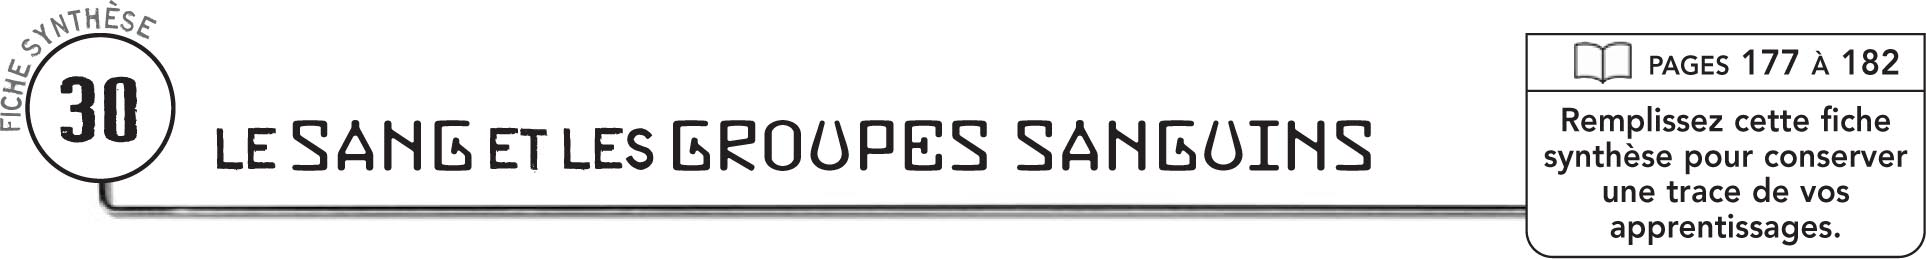 FICHE SYNTHÈSE
30
LE SANG ET LES GROUPES SANGUINS
PAGES 177 À 182
Remplissez cette fiche
synthèse pour conserver
une trace de vos
apprentissages.